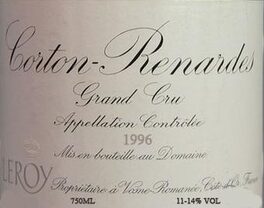 Corton-Renardes
Grand Cru
Appellation Contrôlée
1996
Mis en bouteille au Domaine
LEROY
Propriétaire à Vosne-Romanée, Côte-d'Or, France
750ML 11-14% VOL